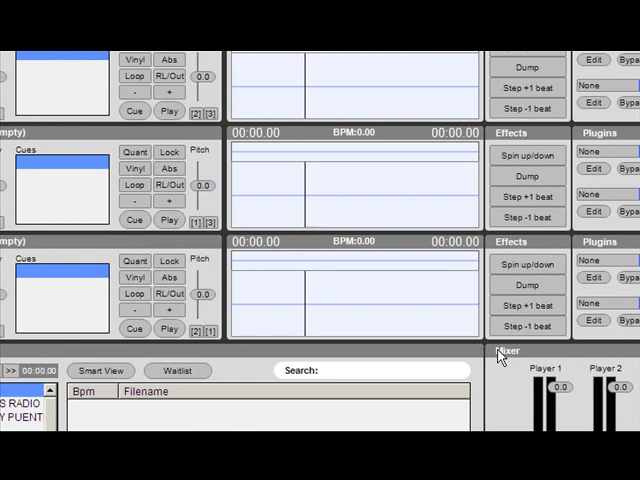 Vinyl Abs
Loop RL/Out 0.0
- +
Cue Play [2] [3]
Dump
Step +1 beat
Step -1 beat
Edit Bypa
None
Edit Bypa
mpty) 00:00.00 BPM:0.00 00:00.00 Effects Plugins
Cues Quant Lock Pitch
Vinyl Abs
Loop RL/Out 0.0
- +
Cue Play [1] [3]
Spin up/down
Dump
Step +1 beat
Step -1 beat
None
Edit Bypa
None
Edit Bypa
mpty) 00:00.00 BPM:0.00 00:00.00 Effects Plugins
Cues Quant Lock Pitch
Vinyl Abs
Loop RL/Out 0.0
- +
Cue Play [2] [1]
Spin up/down
Dump
Step +1 beat
Step -1 beat
None
Edit Bypa
None
Edit Bypa
Mixer
>> 00:00.00 Smart View Waitlist Search:
Player 1 Player 2
0.0 0.0
Bpm Filename
S RADIO
Y PUENT